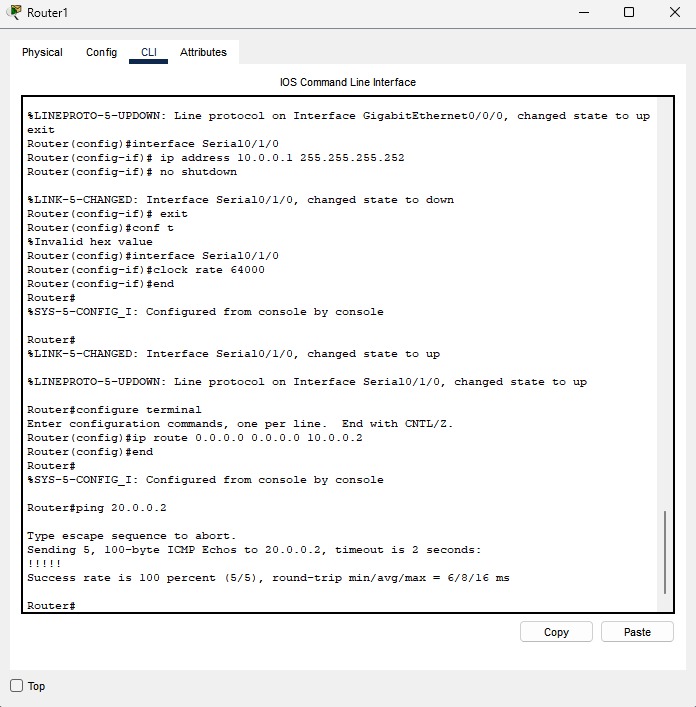 Router1
Physical Config CLI Attributes
IOS Command Line Interface
%LINEPROTO-5-UPDOWN: Line protocol on Interface GigabitEthernet0/0/0, changed state to up
exit
Router(config)#interface Serial0/1/0
Router(config-if)# ip address 10.0.0.1 255.255.255.252
Router(config-if)# no shutdown
%LINK-5-CHANGED: Interface Serial0/1/0, changed state to down
Router(config-if)# exit
Router(config)#conf t
%Invalid hex value
Router(config)#interface Serial0/1/0
Router(config-if)#clock rate 64000
Router(config-if)#end
Router#
%SYS-5-CONFIG_I: Configured from console by console
Router#
%LINK-5-CHANGED: Interface Serial0/1/0, changed state to up
%LINEPROTO-5-UPDOWN: Line protocol on Interface Serial0/1/0, changed state to up
Router#configure terminal
Enter configuration commands, one per line.  End with CNTL/Z.
Router(config)#ip route 0.0.0.0 0.0.0.0 10.0.0.2
Router(config)#end
Router#
%SYS-5-CONFIG_I: Configured from console by console
Router#ping 20.0.0.2
Type escape sequence to abort.
Sending 5, 100-byte ICMP Echos to 20.0.0.2, timeout is 2 seconds:
!!!!!
Success rate is 100 percent (5/5), round-trip min/avg/max = 6/8/16 ms
Router#
Copy Paste
Top